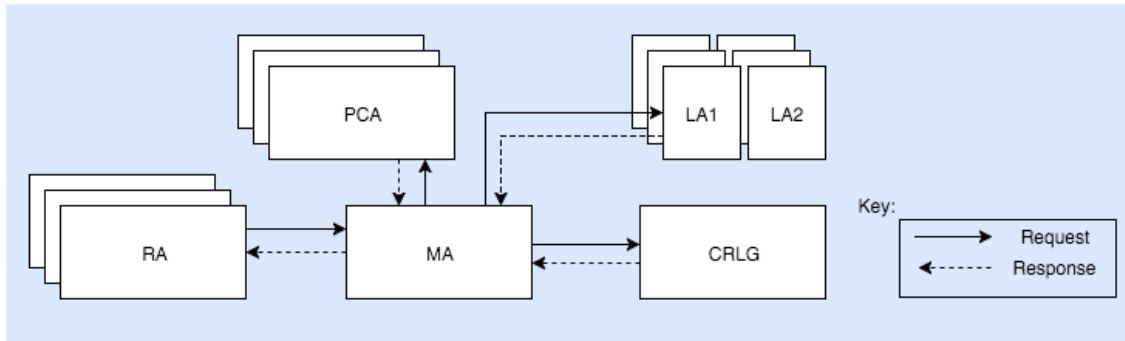 PCA
LA1
LA2
RA
MA
CRLG
Key:
Request
Response